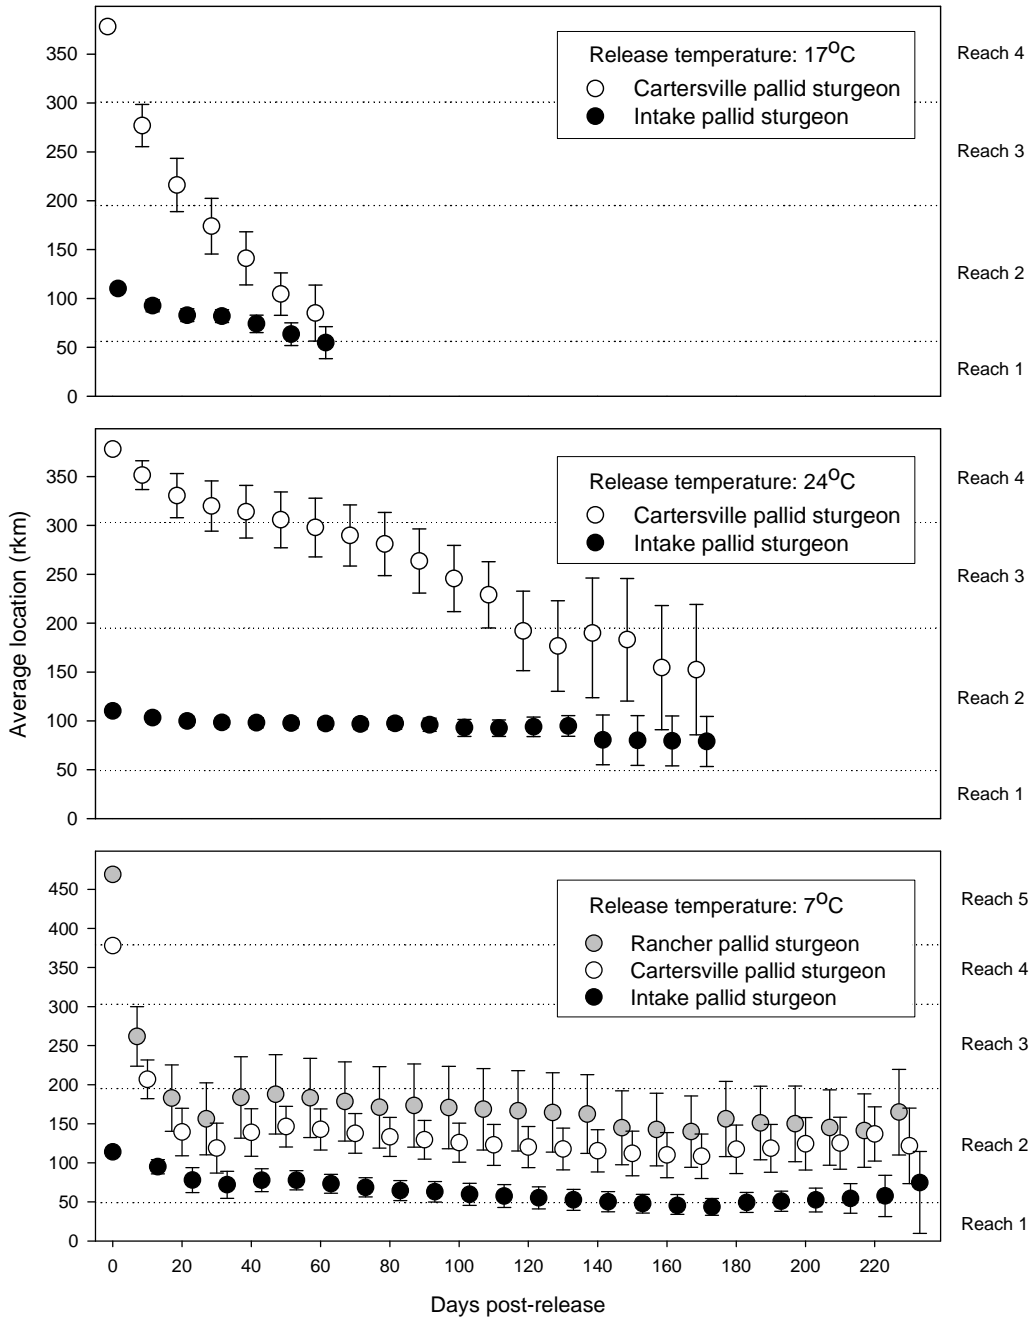 Release temperature: 17°C
Cartersville pallid sturgeon
Intake pallid sturgeon
350
300
250
200
150
100
50
0
Reach 4
Reach 3
Reach 2
Reach 1
Release temperature: 24°C
Cartersville pallid sturgeon
Intake pallid sturgeon
350
300
250
200
150
100
50
0
Reach 4
Reach 3
Reach 2
Reach 1
Average location (rkm)
Release temperature: 7°C
Rancher pallid sturgeon
Cartersville pallid sturgeon
Intake pallid sturgeon
450
400
350
300
250
200
150
100
50
0
Reach 5
Reach 4
Reach 3
Reach 2
Reach 1
0 20 40 60 80 100 120 140 160 180 200 220
Days post-release